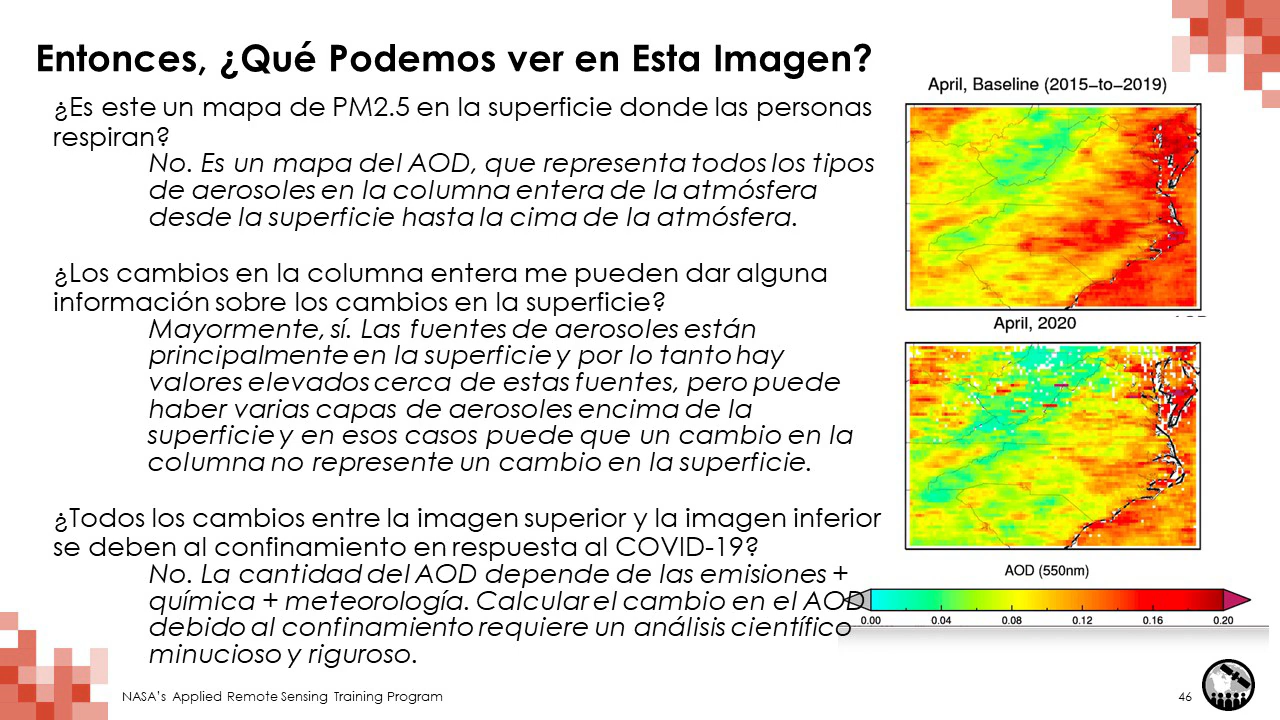 Entonces, ¿Qué Podemos ver en Esta Imagen?
¿Es este un mapa de PM2.5 en la superficie donde las personas
respiran?
No. Es un mapa del AOD, que representa todos los tipos
de aerosoles en la columna entera de la atmósfera
desde la superficie hasta la cima de la atmósfera.
¿Los cambios en la columna entera me pueden dar alguna
información sobre los cambios en la superficie?
Mayormente, sí. Las fuentes de aerosoles están
principalmente en la superficie y por lo tanto hay
valores elevados cerca de estas fuentes, pero puede
haber varias capas de aerosoles encima de la
superficie y en esos casos puede que un cambio en la
columna no represente un cambio en la superficie.
¿Todos los cambios entre la imagen superior y la imagen inferior
se deben al confinamiento en respuesta al COVID-19?
No. La cantidad del AOD depende de las emisiones +
química + meteorología. Calcular el cambio en el AOD
debido al confinamiento requiere un análisis científico
minucioso y riguroso.
April, Baseline (2015–to–2019)
April, 2020
AOD (550nm)
0.00 0.04 0.08 0.12 0.16 0.20
NASA's Applied Remote Sensing Training Program
46